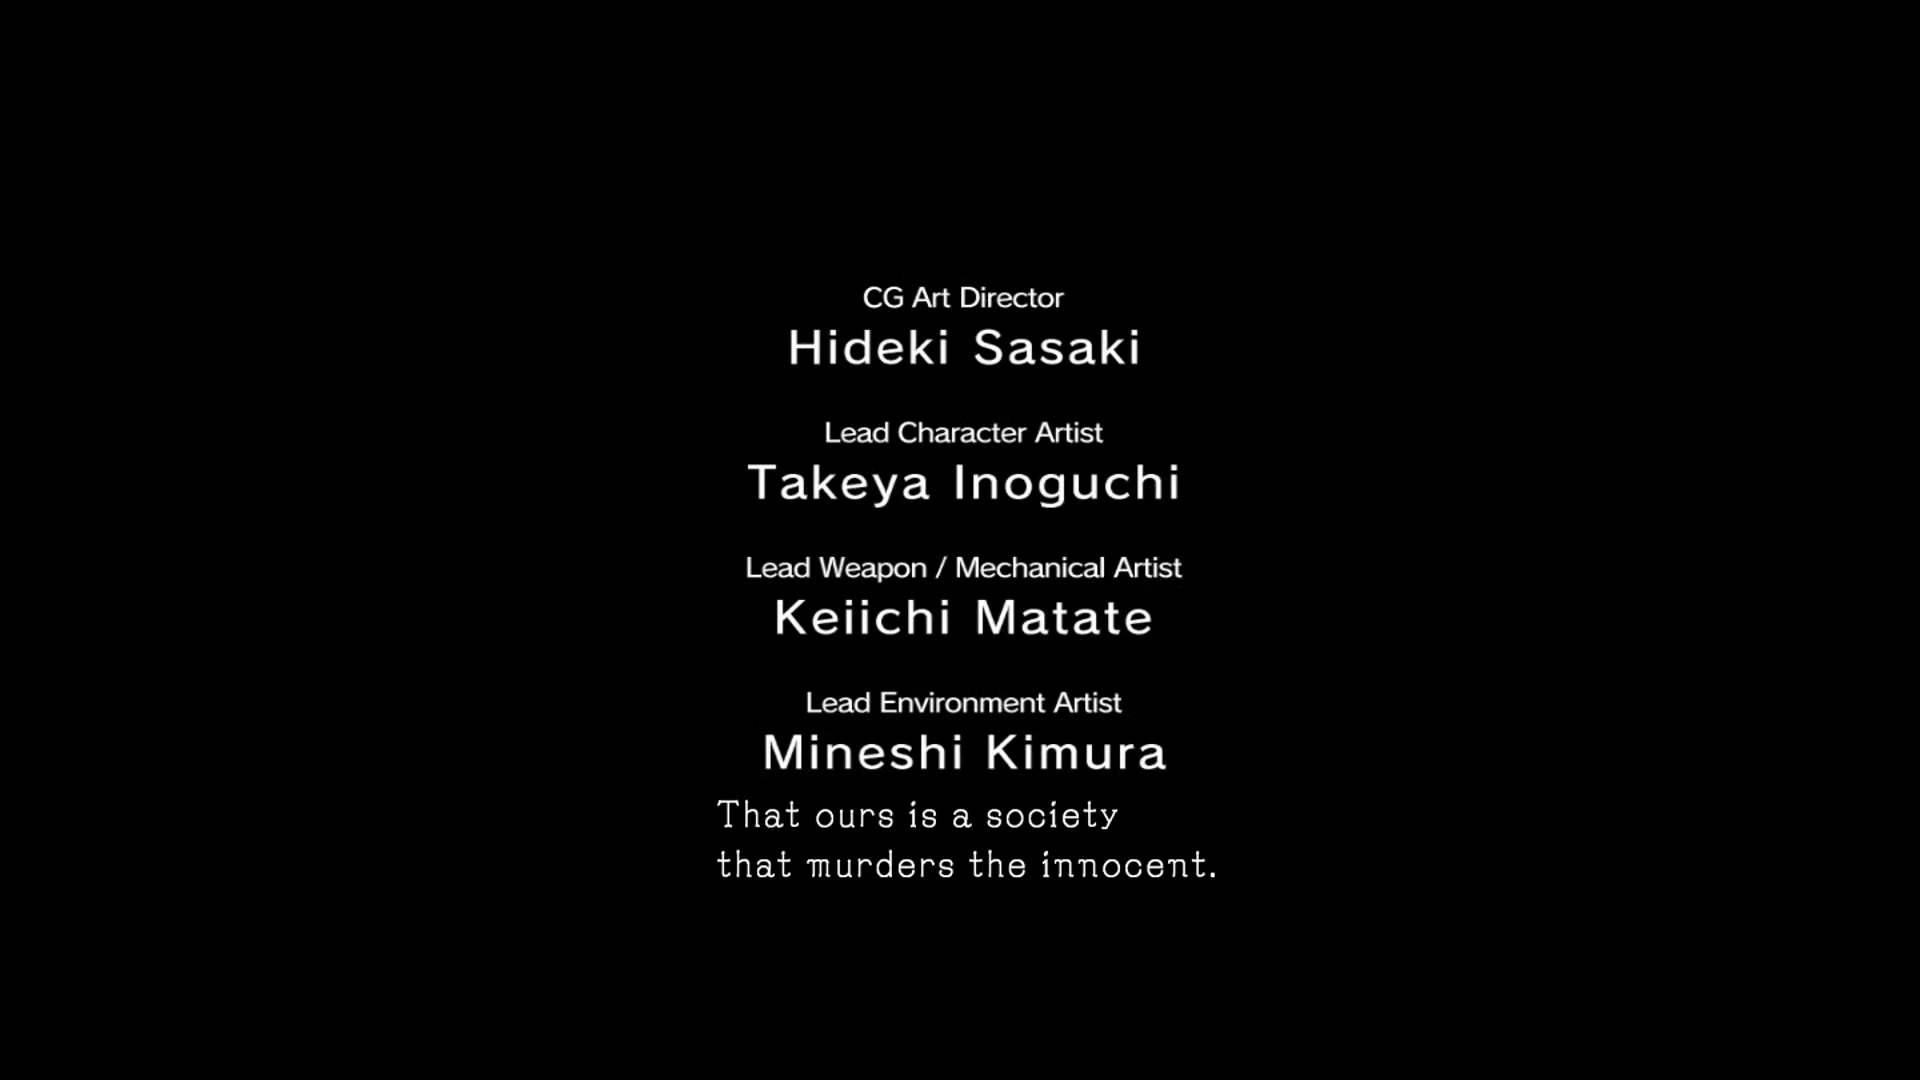 CG Art Director
Hideki Sasaki
Lead Character Artist
Takeya Inoguchi
Lead Weapon / Mechanical Artist
Keiichi Matate
Lead Environment Artist
Mineshi Kimura
That ours is a society
that murders the innocent.